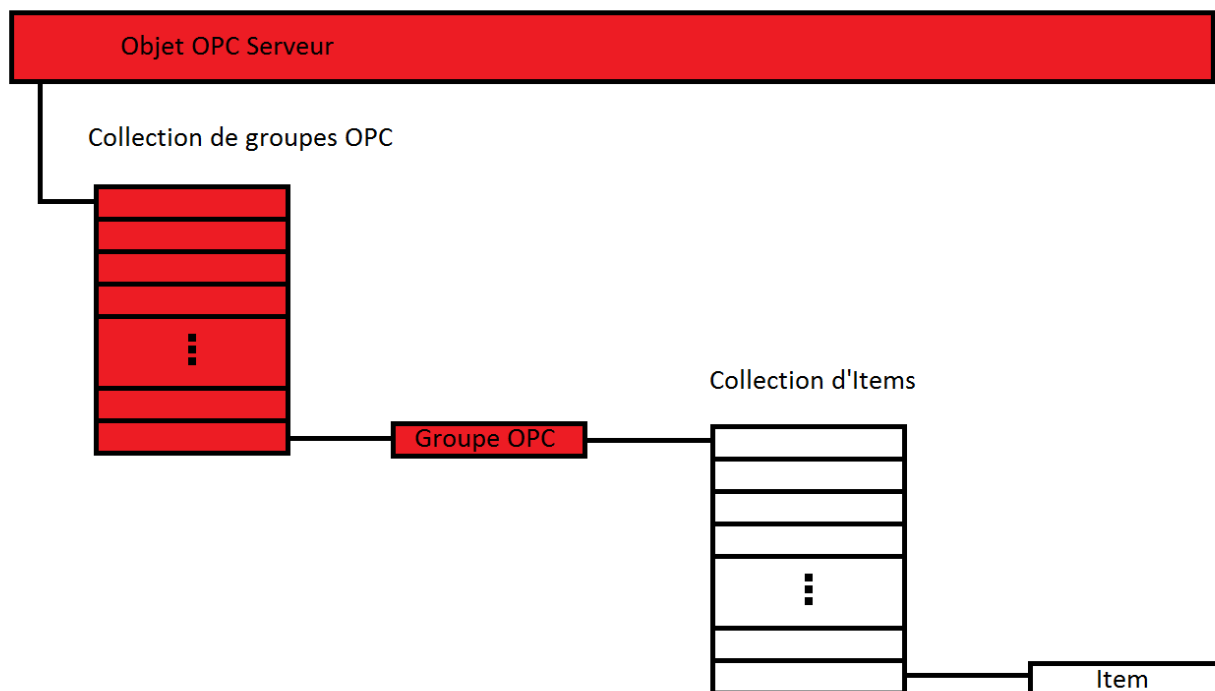 Objet OPC Serveur
Collection de groupes OPC
Collection d'Items
Groupe OPC
Item